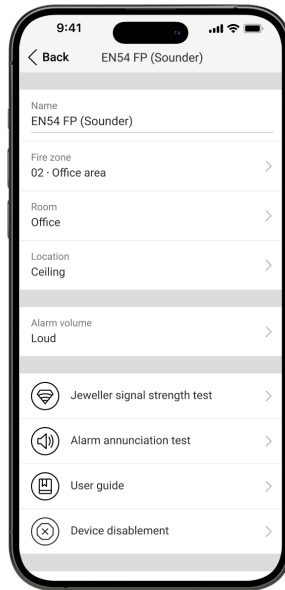 9:41
Back
EN54 FP (Sounder)
Name
EN54 FP (Sounder)
Fire zone
02 · Office area
Room
Office
Location
Ceiling
Alarm volume
Loud
Jeweller signal strength test
Alarm annunciation test
User guide
Device disablement